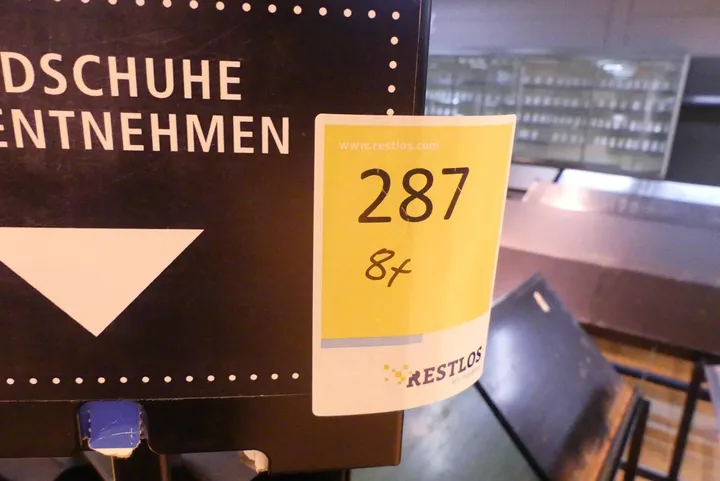 DSCHUHE
ENTNEHMEN
www.restlos.com
287
8x
RESTLOS